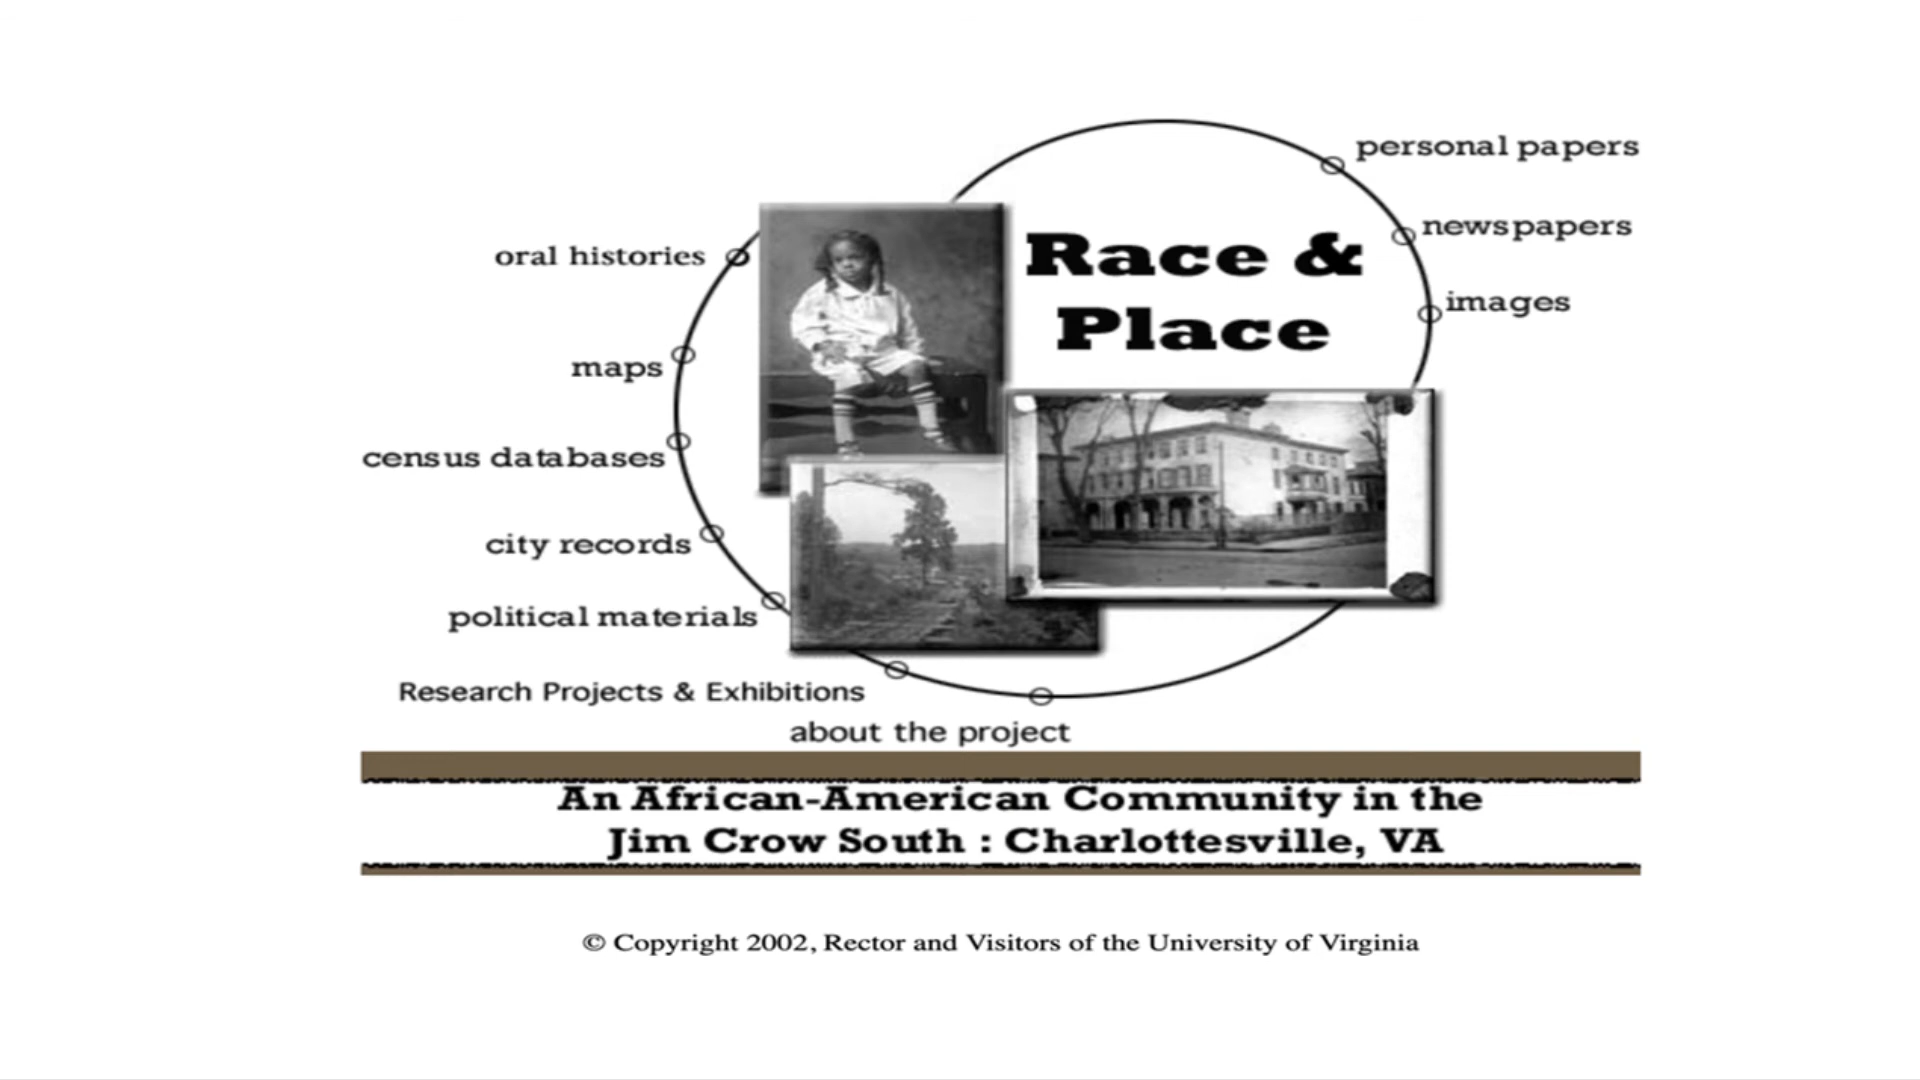 personal papers
newspapers
images
oral histories
Race &
Place
maps
census databases
city records
political materials
Research Projects & Exhibitions
about the project
An African-American Community in the
Jim Crow South : Charlottesville, VA
© Copyright 2002, Rector and Visitors of the University of Virginia